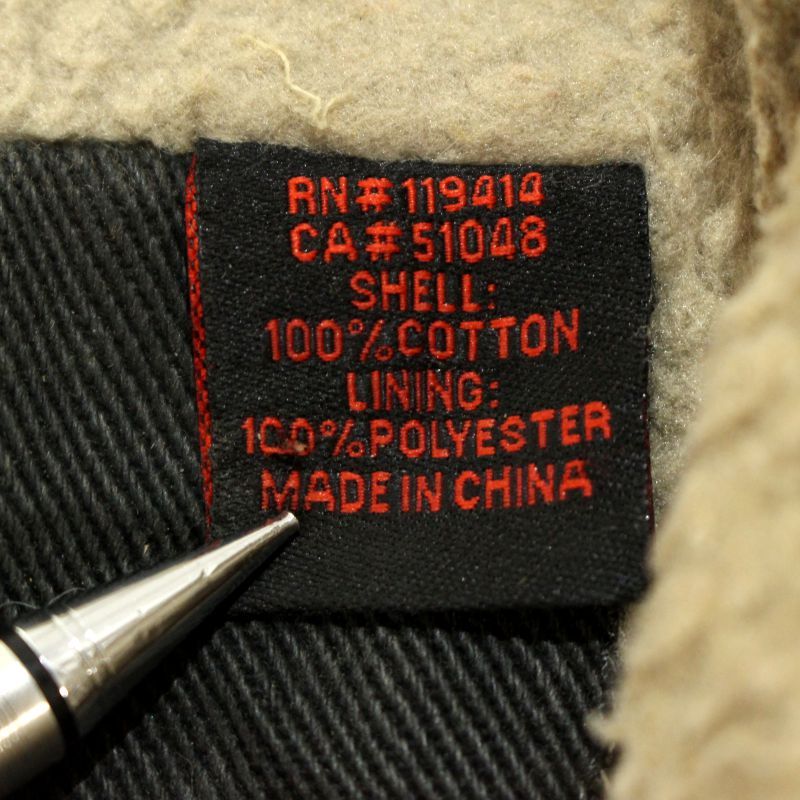 RN#119414
CA#51048
SHELL:
100%COTTON
LINING:
100%POLYESTER
MADE IN CHINA